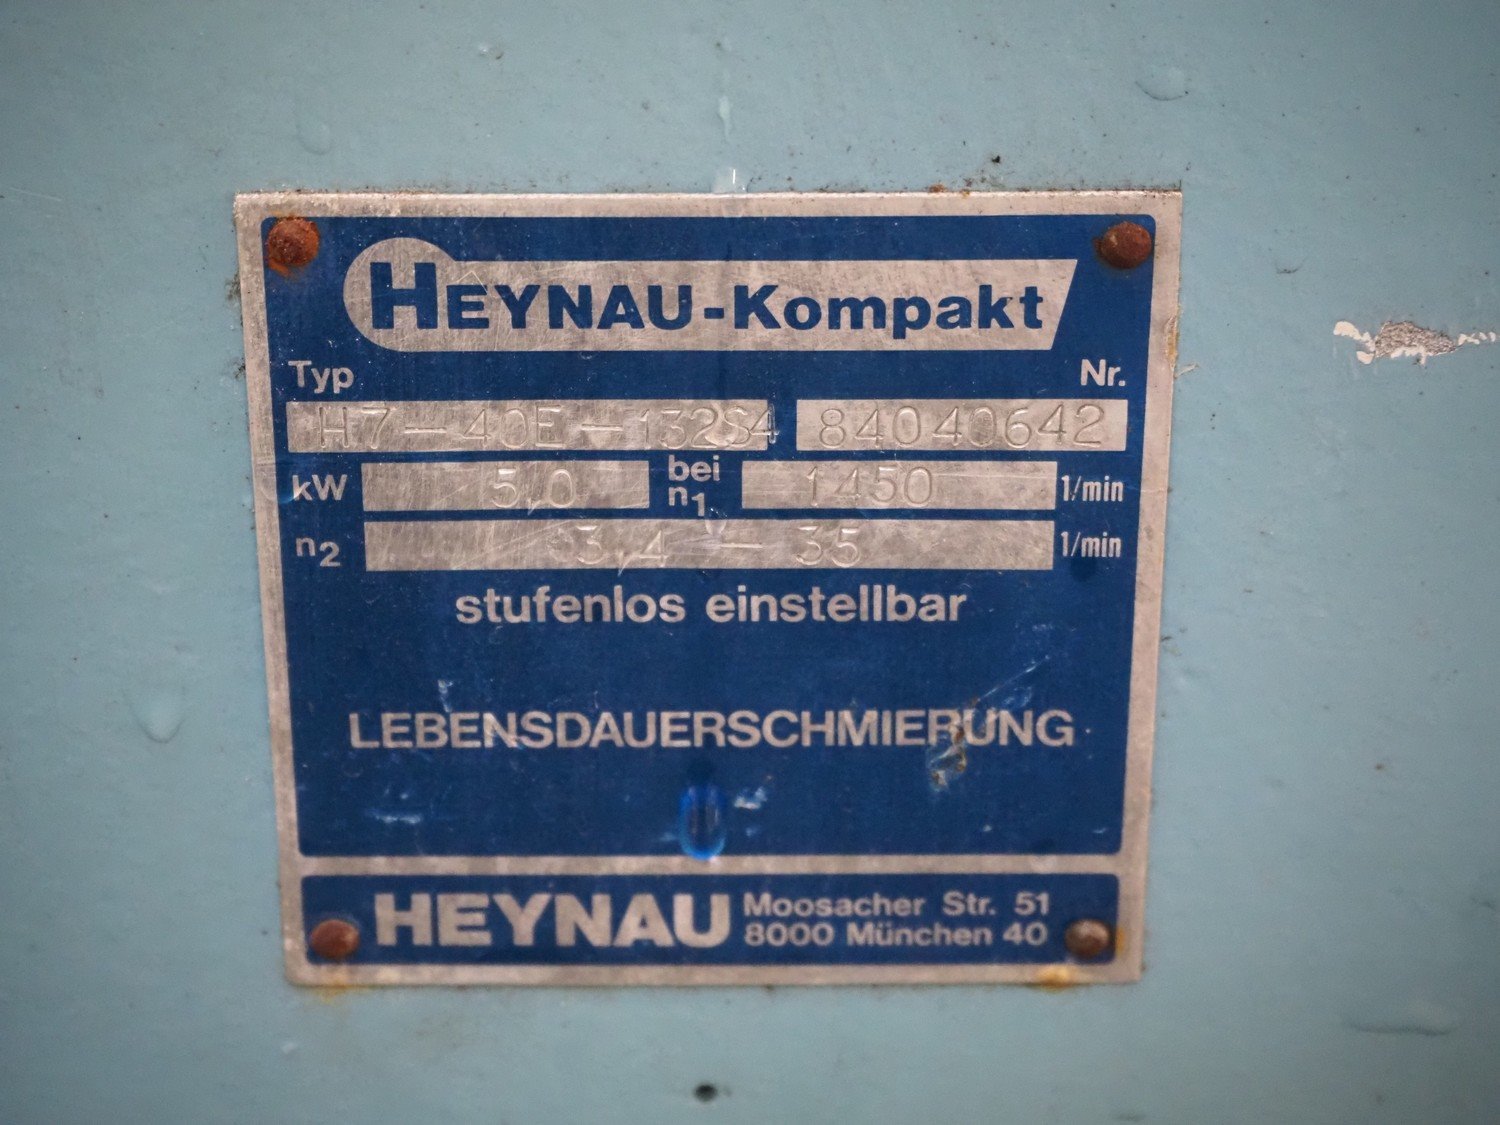 HEYNAU-Kompakt
Typ Nr.
H7-40E-132S4 84040642
kW 5,0 bei n1 1450 1/min
n2 3,4 - 35 1/min
stufenlos einstellbar
LEBENSDAUERSCHMIERUNG
HEYNAU Moosacher Str. 51
8000 München 40